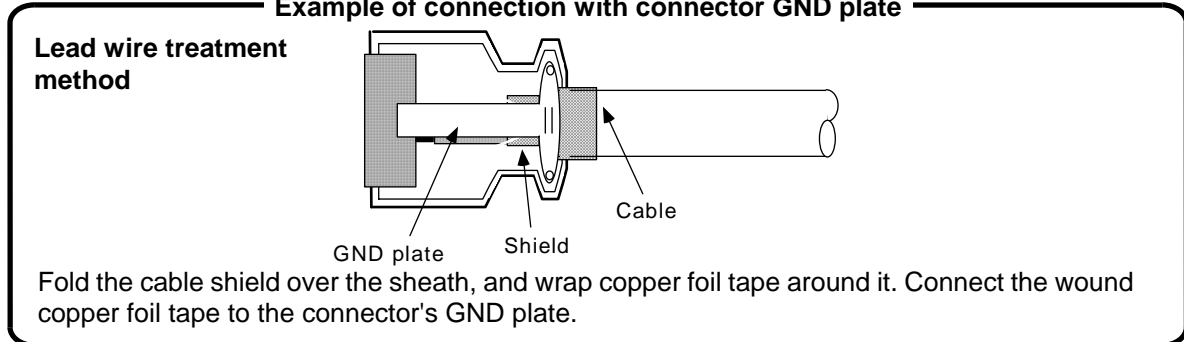 Example of connection with connector GND plate
Lead wire treatment
method
Cable
Shield
GND plate
Fold the cable shield over the sheath, and wrap copper foil tape around it. Connect the wound
copper foil tape to the connector's GND plate.